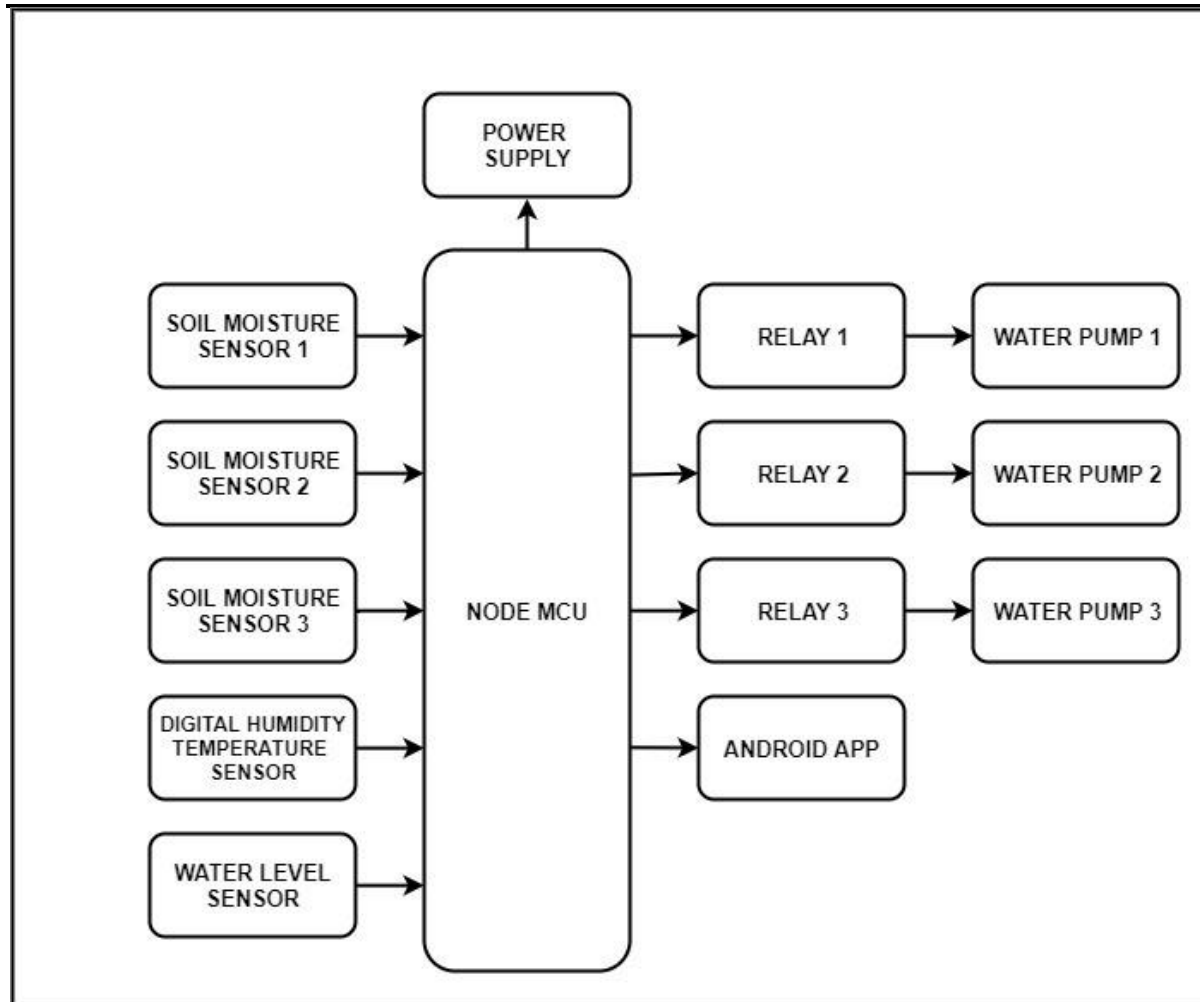 POWER
SUPPLY
SOIL MOISTURE
SENSOR 1
RELAY 1
WATER PUMP 1
SOIL MOISTURE
SENSOR 2
RELAY 2
WATER PUMP 2
SOIL MOISTURE
SENSOR 3
NODE MCU
RELAY 3
WATER PUMP 3
DIGITAL HUMIDITY
TEMPERATURE
SENSOR
ANDROID APP
WATER LEVEL
SENSOR